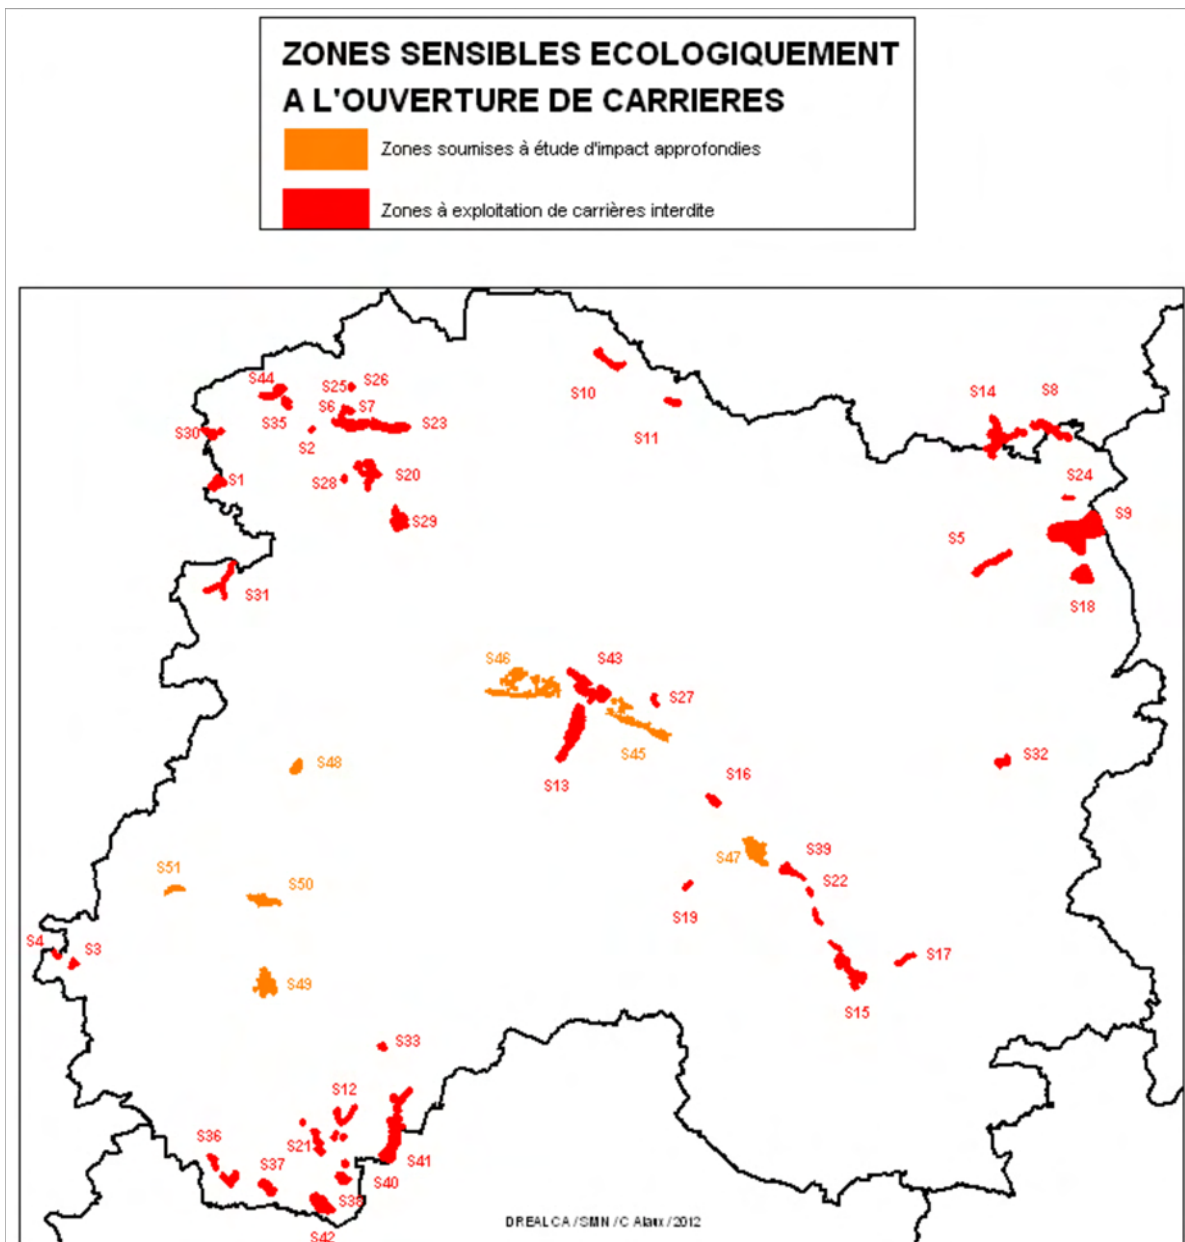 ZONES SENSIBLES ECOLOGIQUEMENT
A L'OUVERTURE DE CARRIERES
Zones soumises à étude d'impact approfondies
Zones à exploitation de carrières interdite
S44
S25
S26
S10
S14
S8
S6
S7
S35
S23
S30
S2
S11
S28
S20
S1
S24
S29
S9
S5
S31
S18
S46
S43
S27
S45
S48
S13
S32
S16
S47
S39
S51
S50
S22
S19
S4
S3
S17
S49
S15
S33
S12
S36
S21
S37
S41
S40
S38
S42
DREAL CA / SMN / C Alaux / 2012